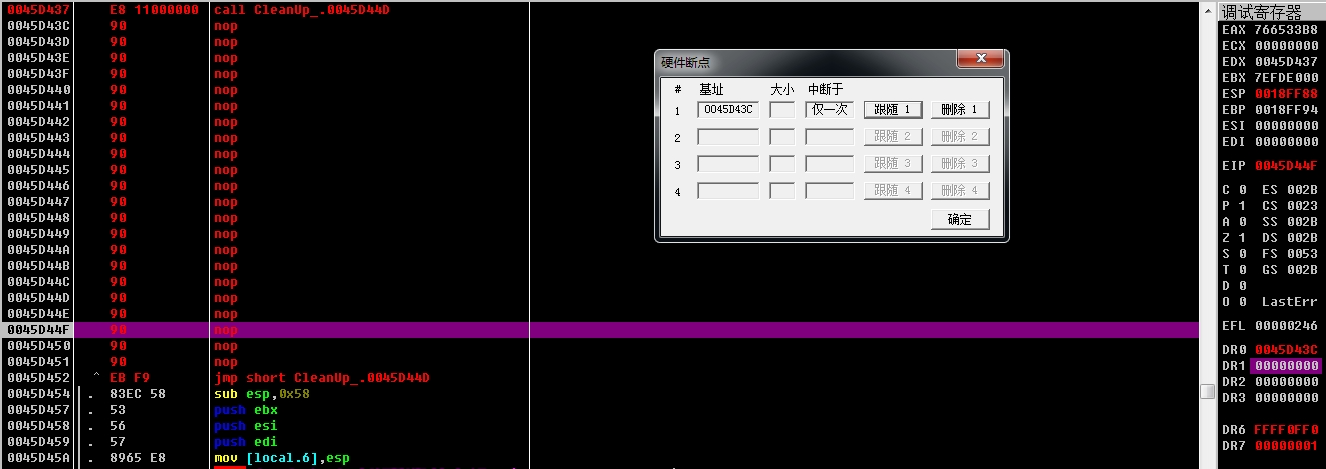 0045D437 E8 11000000 call CleanUp_.0045D44D
0045D43C 90 nop
0045D43D 90 nop
0045D43E 90 nop
0045D43F 90 nop
0045D440 90 nop
0045D441 90 nop
0045D442 90 nop
0045D443 90 nop
0045D444 90 nop
0045D445 90 nop
0045D446 90 nop
0045D447 90 nop
0045D448 90 nop
0045D449 90 nop
0045D44A 90 nop
0045D44B 90 nop
0045D44C 90 nop
0045D44D 90 nop
0045D44E 90 nop
0045D44F 90 nop
0045D450 90 nop
0045D451 90 nop
0045D452 ^ EB F9 jmp short CleanUp_.0045D44D
0045D454 . 83EC 58 sub esp,0x58
0045D457 . 53 push ebx
0045D458 . 56 push esi
0045D459 . 57 push edi
0045D45A . 8965 E8 mov [local.6],esp
硬件断点
# 基址 大小 中断于
1 0045D43C 仅一次 跟随 1 删除 1
2 跟随 2 删除 2
3 跟随 3 删除 3
4 跟随 4 删除 4
确定
调试寄存器
EAX 766533B8
ECX 00000000
EDX 0045D437
EBX 7EFDE000
ESP 0018FF88
EBP 0018FF94
ESI 00000000
EDI 00000000
EIP 0045D44F
C 0 ES 002B
P 1 CS 0023
A 0 SS 002B
Z 1 DS 002B
S 0 FS 0053
T 0 GS 002B
D 0
O 0 LastErr
EFL 00000246
DR0 0045D43C
DR1 00000000
DR2 00000000
DR3 00000000
DR6 FFFF0FF0
DR7 00000001